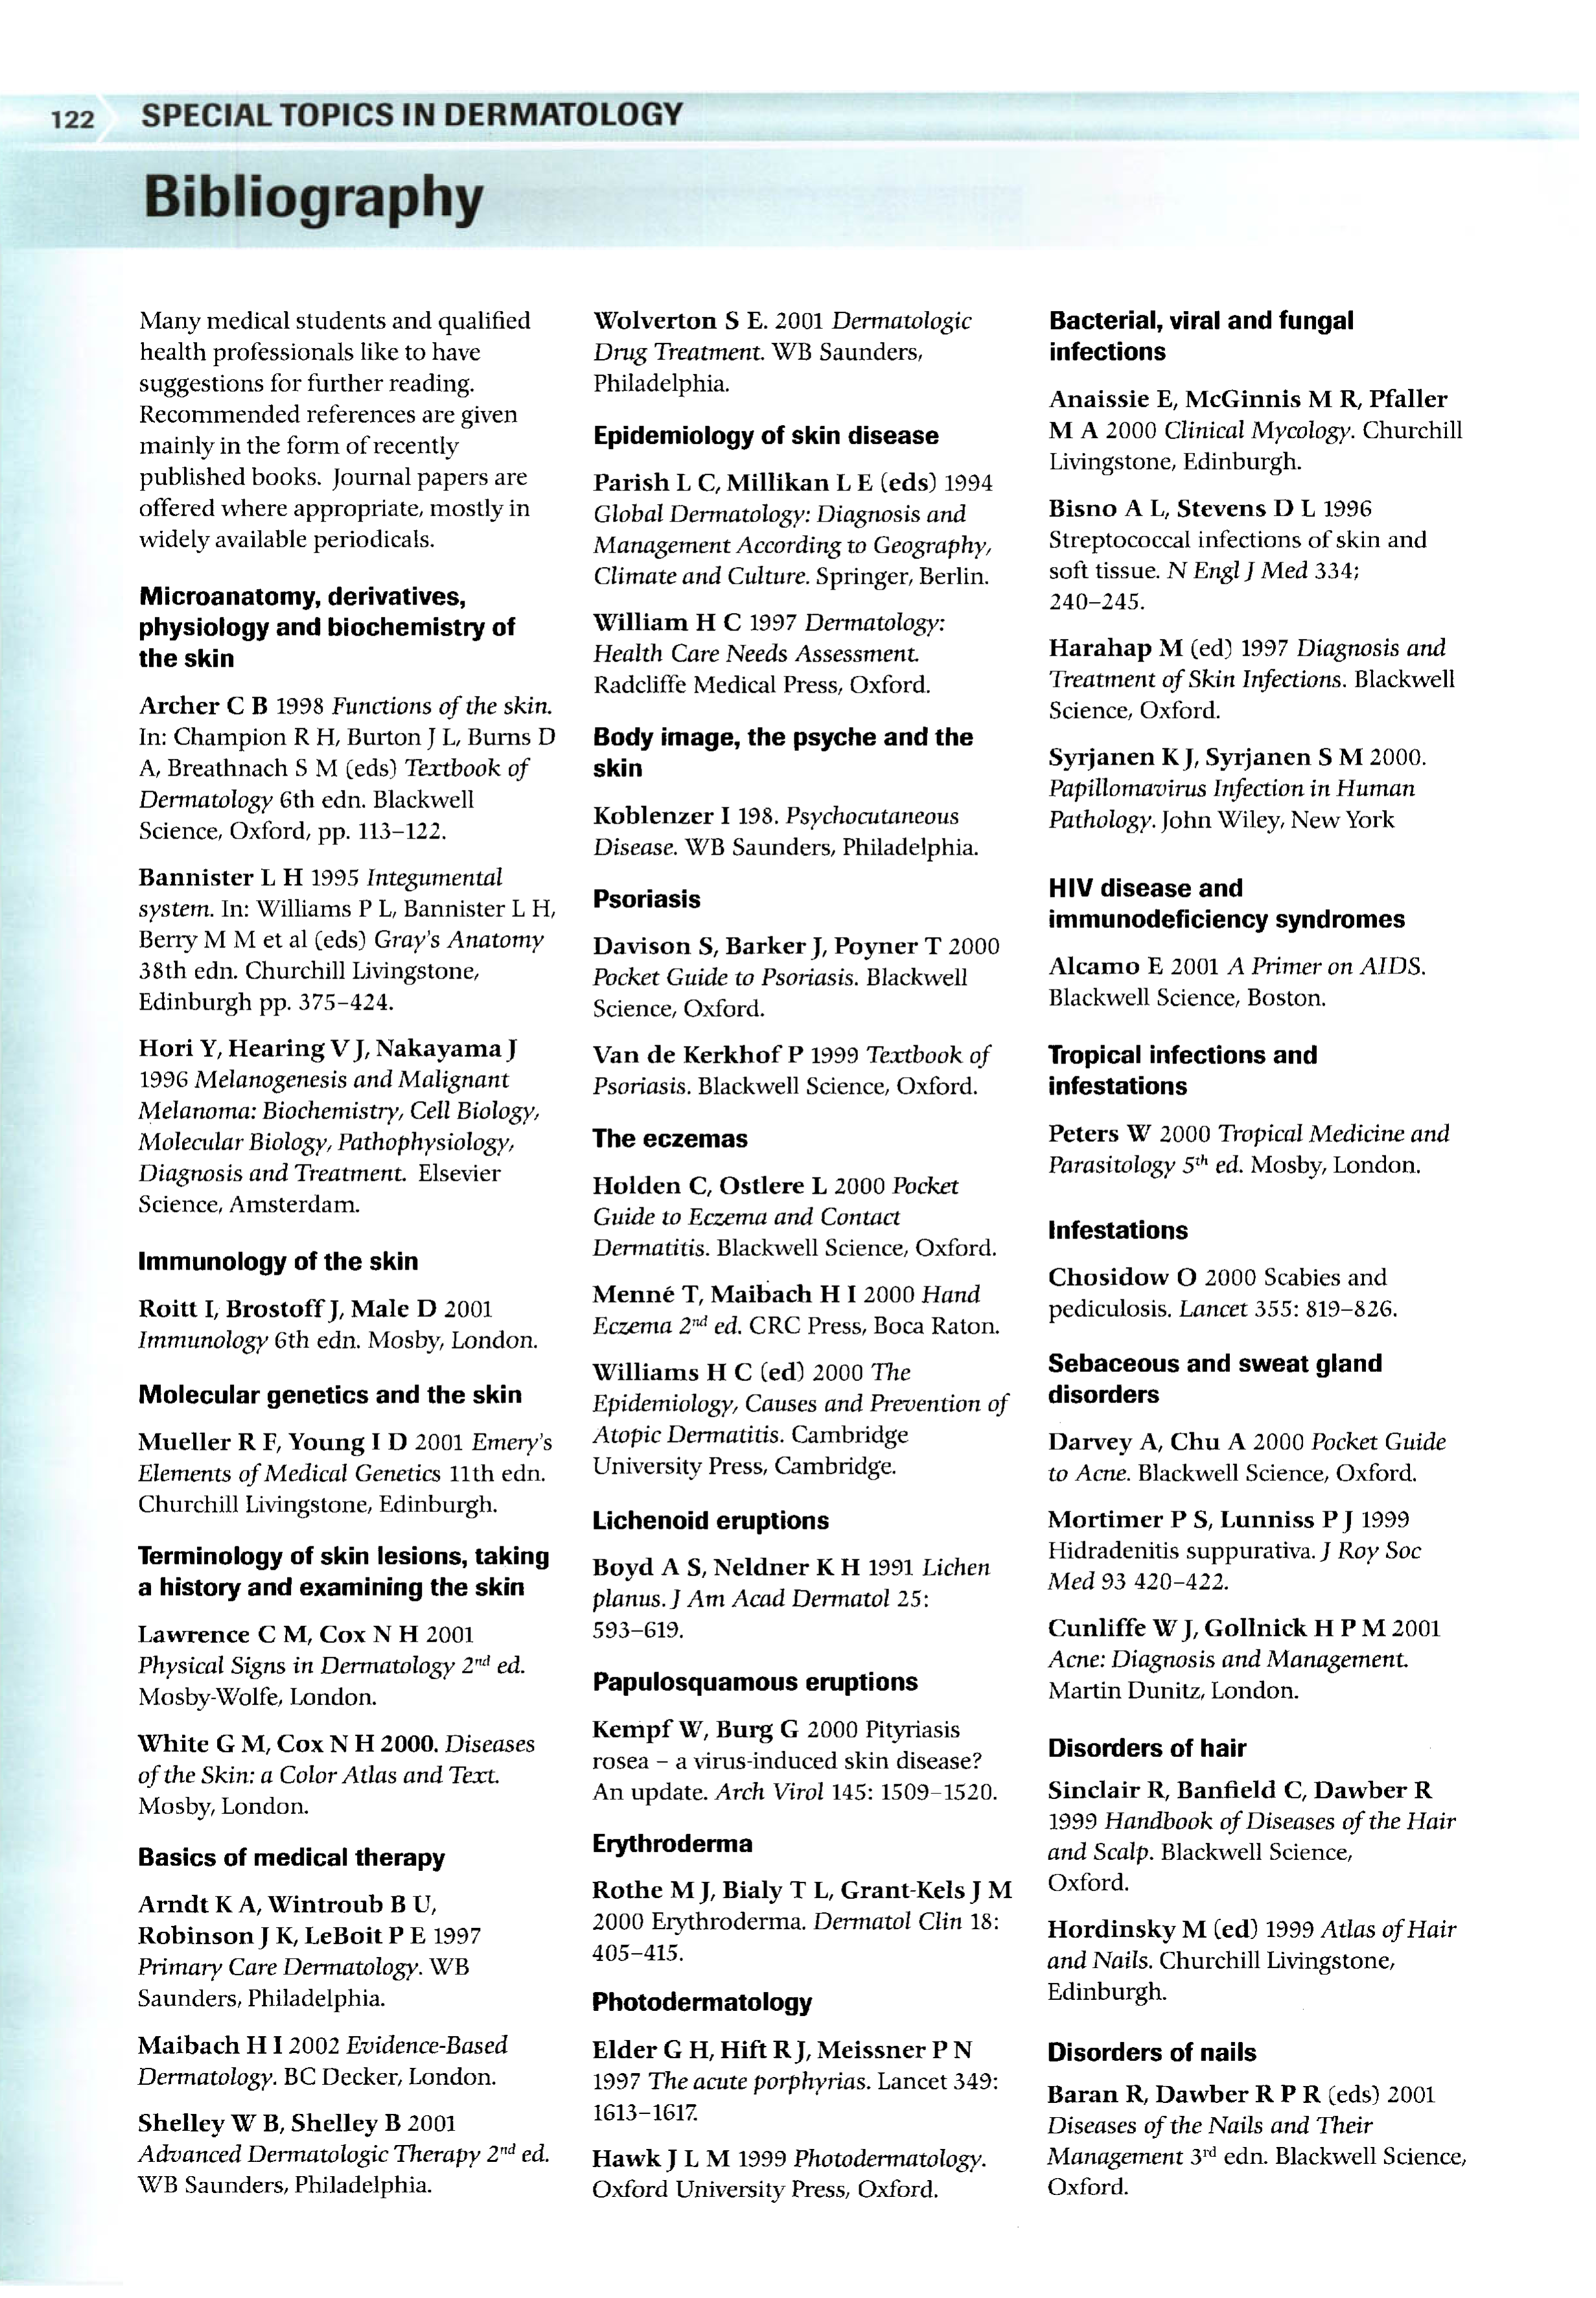 122 SPECIAL TOPICS IN DERMATOLOGY
Bibliography
Many medical students and qualified
health professionals like to have
suggestions for further reading.
Recommended references are given
mainly in the form of recently
published books. Journal papers are
offered where appropriate, mostly in
widely available periodicals.
Microanatomy, derivatives,
physiology and biochemistry of
the skin
Archer C B 1998 Functions of the skin.
In: Champion R H, Burton J L, Burns D
A, Breathnach S M (eds) Textbook of
Dermatology 6th edn. Blackwell
Science, Oxford, pp. 113–122.
Bannister L H 1995 Integumental
system. In: Williams P L, Bannister L H,
Berry M M et al (eds) Gray's Anatomy
38th edn. Churchill Livingstone,
Edinburgh pp. 375–424.
Hori Y, Hearing V J, Nakayama J
1996 Melanogenesis and Malignant
Melanoma: Biochemistry, Cell Biology,
Molecular Biology, Pathophysiology,
Diagnosis and Treatment. Elsevier
Science, Amsterdam.
Immunology of the skin
Roitt I, Brostoff J, Male D 2001
Immunology 6th edn. Mosby, London.
Molecular genetics and the skin
Mueller R F, Young I D 2001 Emery's
Elements of Medical Genetics 11th edn.
Churchill Livingstone, Edinburgh.
Terminology of skin lesions, taking
a history and examining the skin
Lawrence C M, Cox N H 2001
Physical Signs in Dermatology 2nd ed.
Mosby-Wolfe, London.
White G M, Cox N H 2000. Diseases
of the Skin: a Color Atlas and Text.
Mosby, London.
Basics of medical therapy
Arndt K A, Wintroub B U,
Robinson J K, LeBoit P E 1997
Primary Care Dermatology. WB
Saunders, Philadelphia.
Maibach H I 2002 Evidence-Based
Dermatology. BC Decker, London.
Shelley W B, Shelley B 2001
Advanced Dermatologic Therapy 2nd ed.
WB Saunders, Philadelphia.
Wolverton S E. 2001 Dermatologic
Drug Treatment. WB Saunders,
Philadelphia.
Epidemiology of skin disease
Parish L C, Millikan L E (eds) 1994
Global Dermatology: Diagnosis and
Management According to Geography,
Climate and Culture. Springer, Berlin.
William H C 1997 Dermatology:
Health Care Needs Assessment.
Radcliffe Medical Press, Oxford.
Body image, the psyche and the
skin
Koblenzer I 198. Psychocutaneous
Disease. WB Saunders, Philadelphia.
Psoriasis
Davison S, Barker J, Poyner T 2000
Pocket Guide to Psoriasis. Blackwell
Science, Oxford.
Van de Kerkhof P 1999 Textbook of
Psoriasis. Blackwell Science, Oxford.
The eczemas
Holden C, Ostlere L 2000 Pocket
Guide to Eczema and Contact
Dermatitis. Blackwell Science, Oxford.
Menné T, Maibach H I 2000 Hand
Eczema 2nd ed. CRC Press, Boca Raton.
Williams H C (ed) 2000 The
Epidemiology, Causes and Prevention of
Atopic Dermatitis. Cambridge
University Press, Cambridge.
Lichenoid eruptions
Boyd A S, Neldner K H 1991 Lichen
planus. J Am Acad Dermatol 25:
593–619.
Papulosquamous eruptions
Kempf W, Burg G 2000 Pityriasis
rosea – a virus-induced skin disease?
An update. Arch Virol 145: 1509–1520.
Erythroderma
Rothe M J, Bialy T L, Grant-Kels J M
2000 Erythroderma. Dermatol Clin 18:
405–415.
Photodermatology
Elder G H, Hift R J, Meissner P N
1997 The acute porphyrias. Lancet 349:
1613–1617.
Hawk J L M 1999 Photodermatology.
Oxford University Press, Oxford.
Bacterial, viral and fungal
infections
Anaissie E, McGinnis M R, Pfaller
M A 2000 Clinical Mycology. Churchill
Livingstone, Edinburgh.
Bisno A L, Stevens D L 1996
Streptococcal infections of skin and
soft tissue. N Engl J Med 334;
240–245.
Harahap M (ed) 1997 Diagnosis and
Treatment of Skin Infections. Blackwell
Science, Oxford.
Syrjanen K J, Syrjanen S M 2000.
Papillomavirus Infection in Human
Pathology. John Wiley, New York
HIV disease and
immunodeficiency syndromes
Alcamo E 2001 A Primer on AIDS.
Blackwell Science, Boston.
Tropical infections and
infestations
Peters W 2000 Tropical Medicine and
Parasitology 5th ed. Mosby, London.
Infestations
Chosidow O 2000 Scabies and
pediculosis. Lancet 355: 819–826.
Sebaceous and sweat gland
disorders
Darvey A, Chu A 2000 Pocket Guide
to Acne. Blackwell Science, Oxford.
Mortimer P S, Lunniss P J 1999
Hidradenitis suppurativa. J Roy Soc
Med 93 420–422.
Cunliffe W J, Gollnick H P M 2001
Acne: Diagnosis and Management.
Martin Dunitz, London.
Disorders of hair
Sinclair R, Banfield C, Dawber R
1999 Handbook of Diseases of the Hair
and Scalp. Blackwell Science,
Oxford.
Hordinsky M (ed) 1999 Atlas of Hair
and Nails. Churchill Livingstone,
Edinburgh.
Disorders of nails
Baran R, Dawber R P R (eds) 2001
Diseases of the Nails and Their
Management 3rd edn. Blackwell Science,
Oxford.